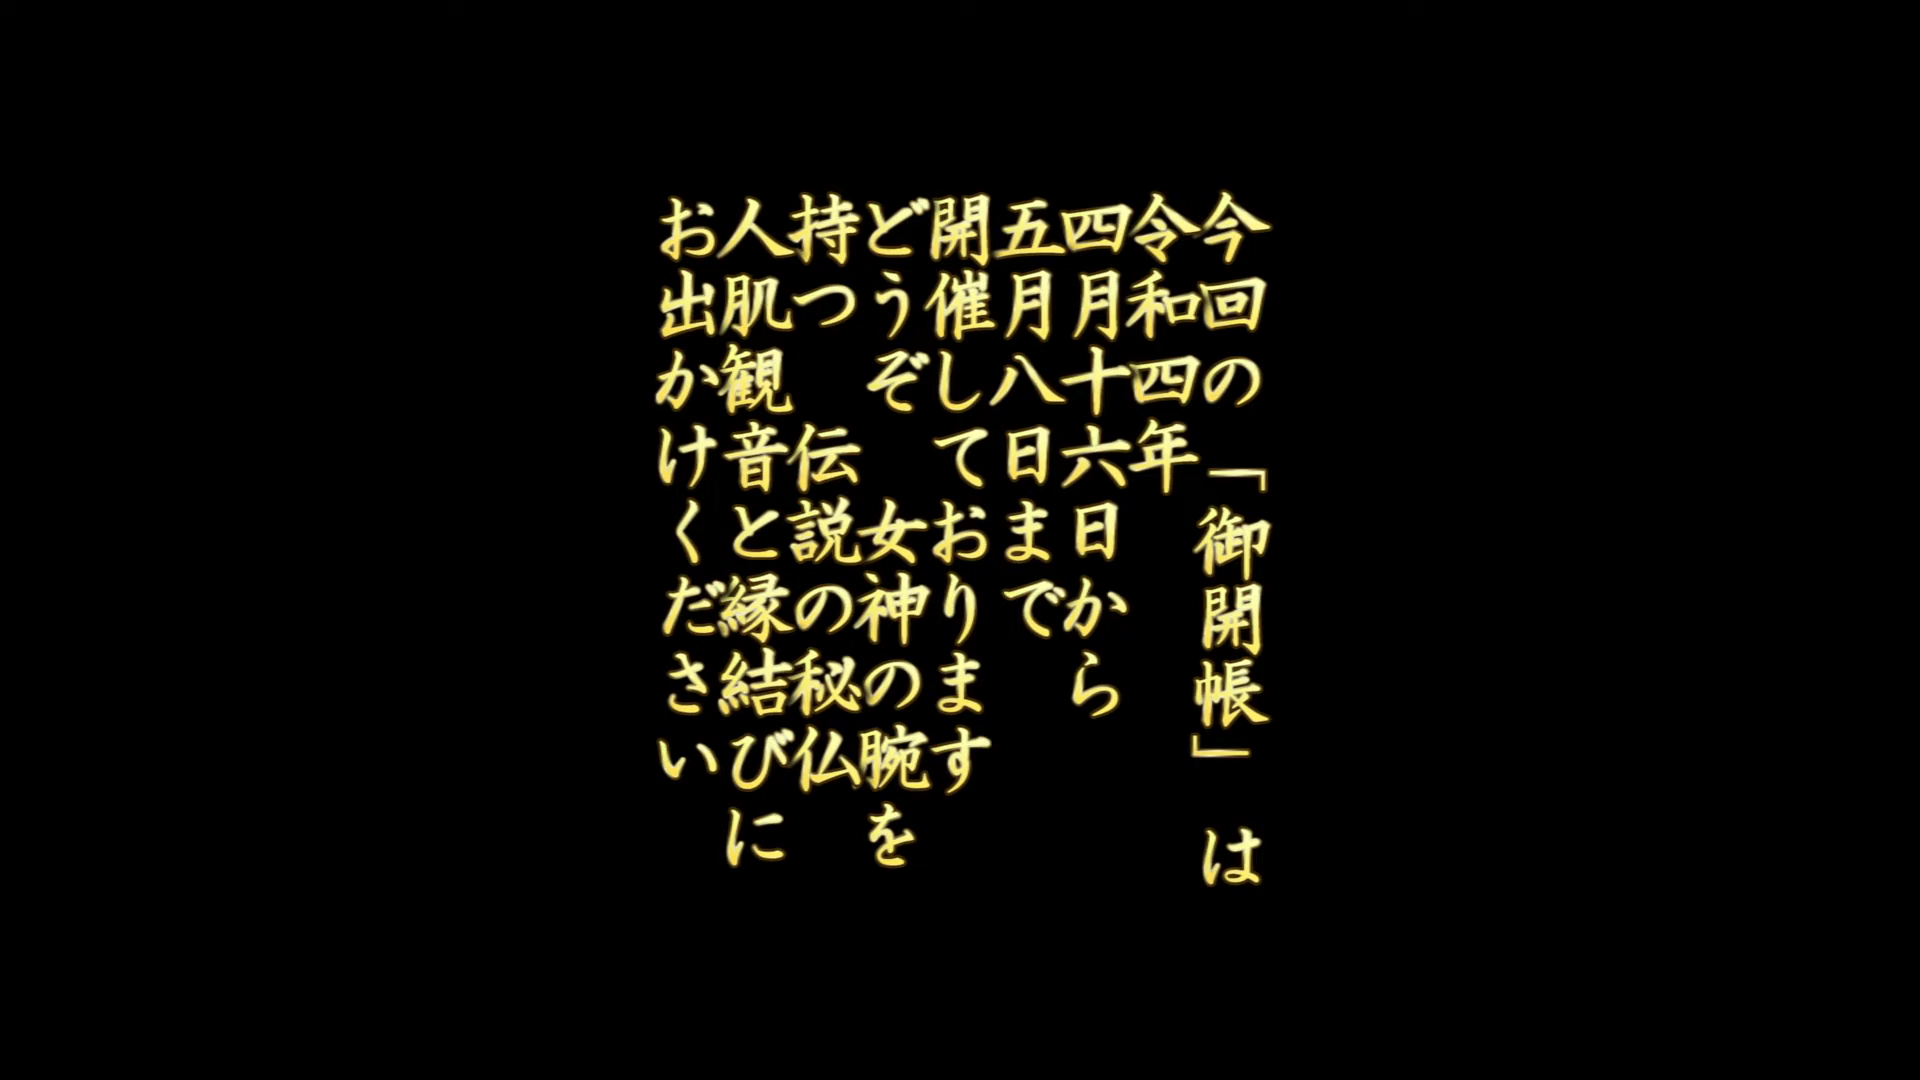 今回の「御開帳」は
令和四年
四月十六日から
五月八日まで
開催しております
どうぞ 女神の腕を
持つ 伝説の秘仏
人肌観音と縁結びに
お出かけください